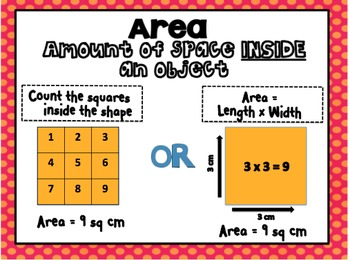 Area
Amount of Space INSIDE
an object
Count the squares
inside the shape
1 2 3
4 5 6
7 8 9
Area = 9 sq cm
OR
Area =
Length x Width
3 cm
3 x 3 = 9
3 cm
Area = 9 sq cm